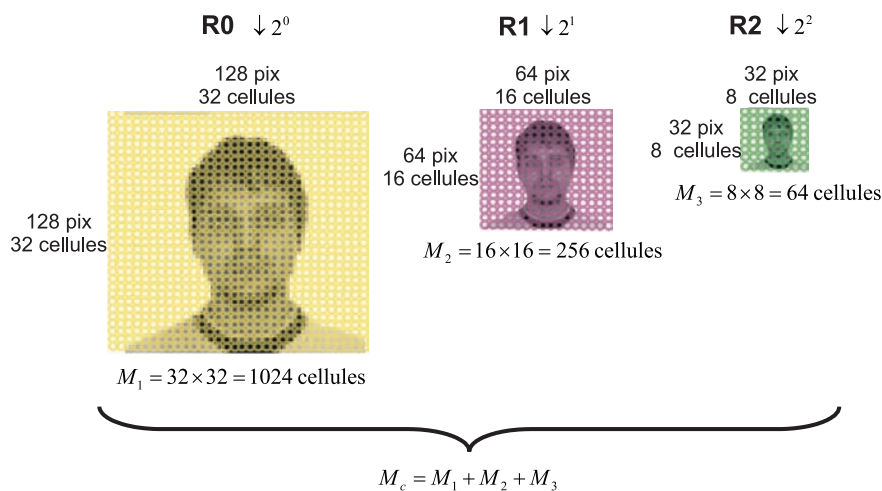 R0 ↓ 2⁰
128 pix
32 cellules
128 pix
32 cellules
M₁ = 32 × 32 = 1024 cellules
R1 ↓ 2¹
64 pix
16 cellules
64 pix
16 cellules
M₂ = 16 × 16 = 256 cellules
R2 ↓ 2²
32 pix
8 cellules
32 pix
8 cellules
M₃ = 8 × 8 = 64 cellules
M꜀ = M₁ + M₂ + M₃